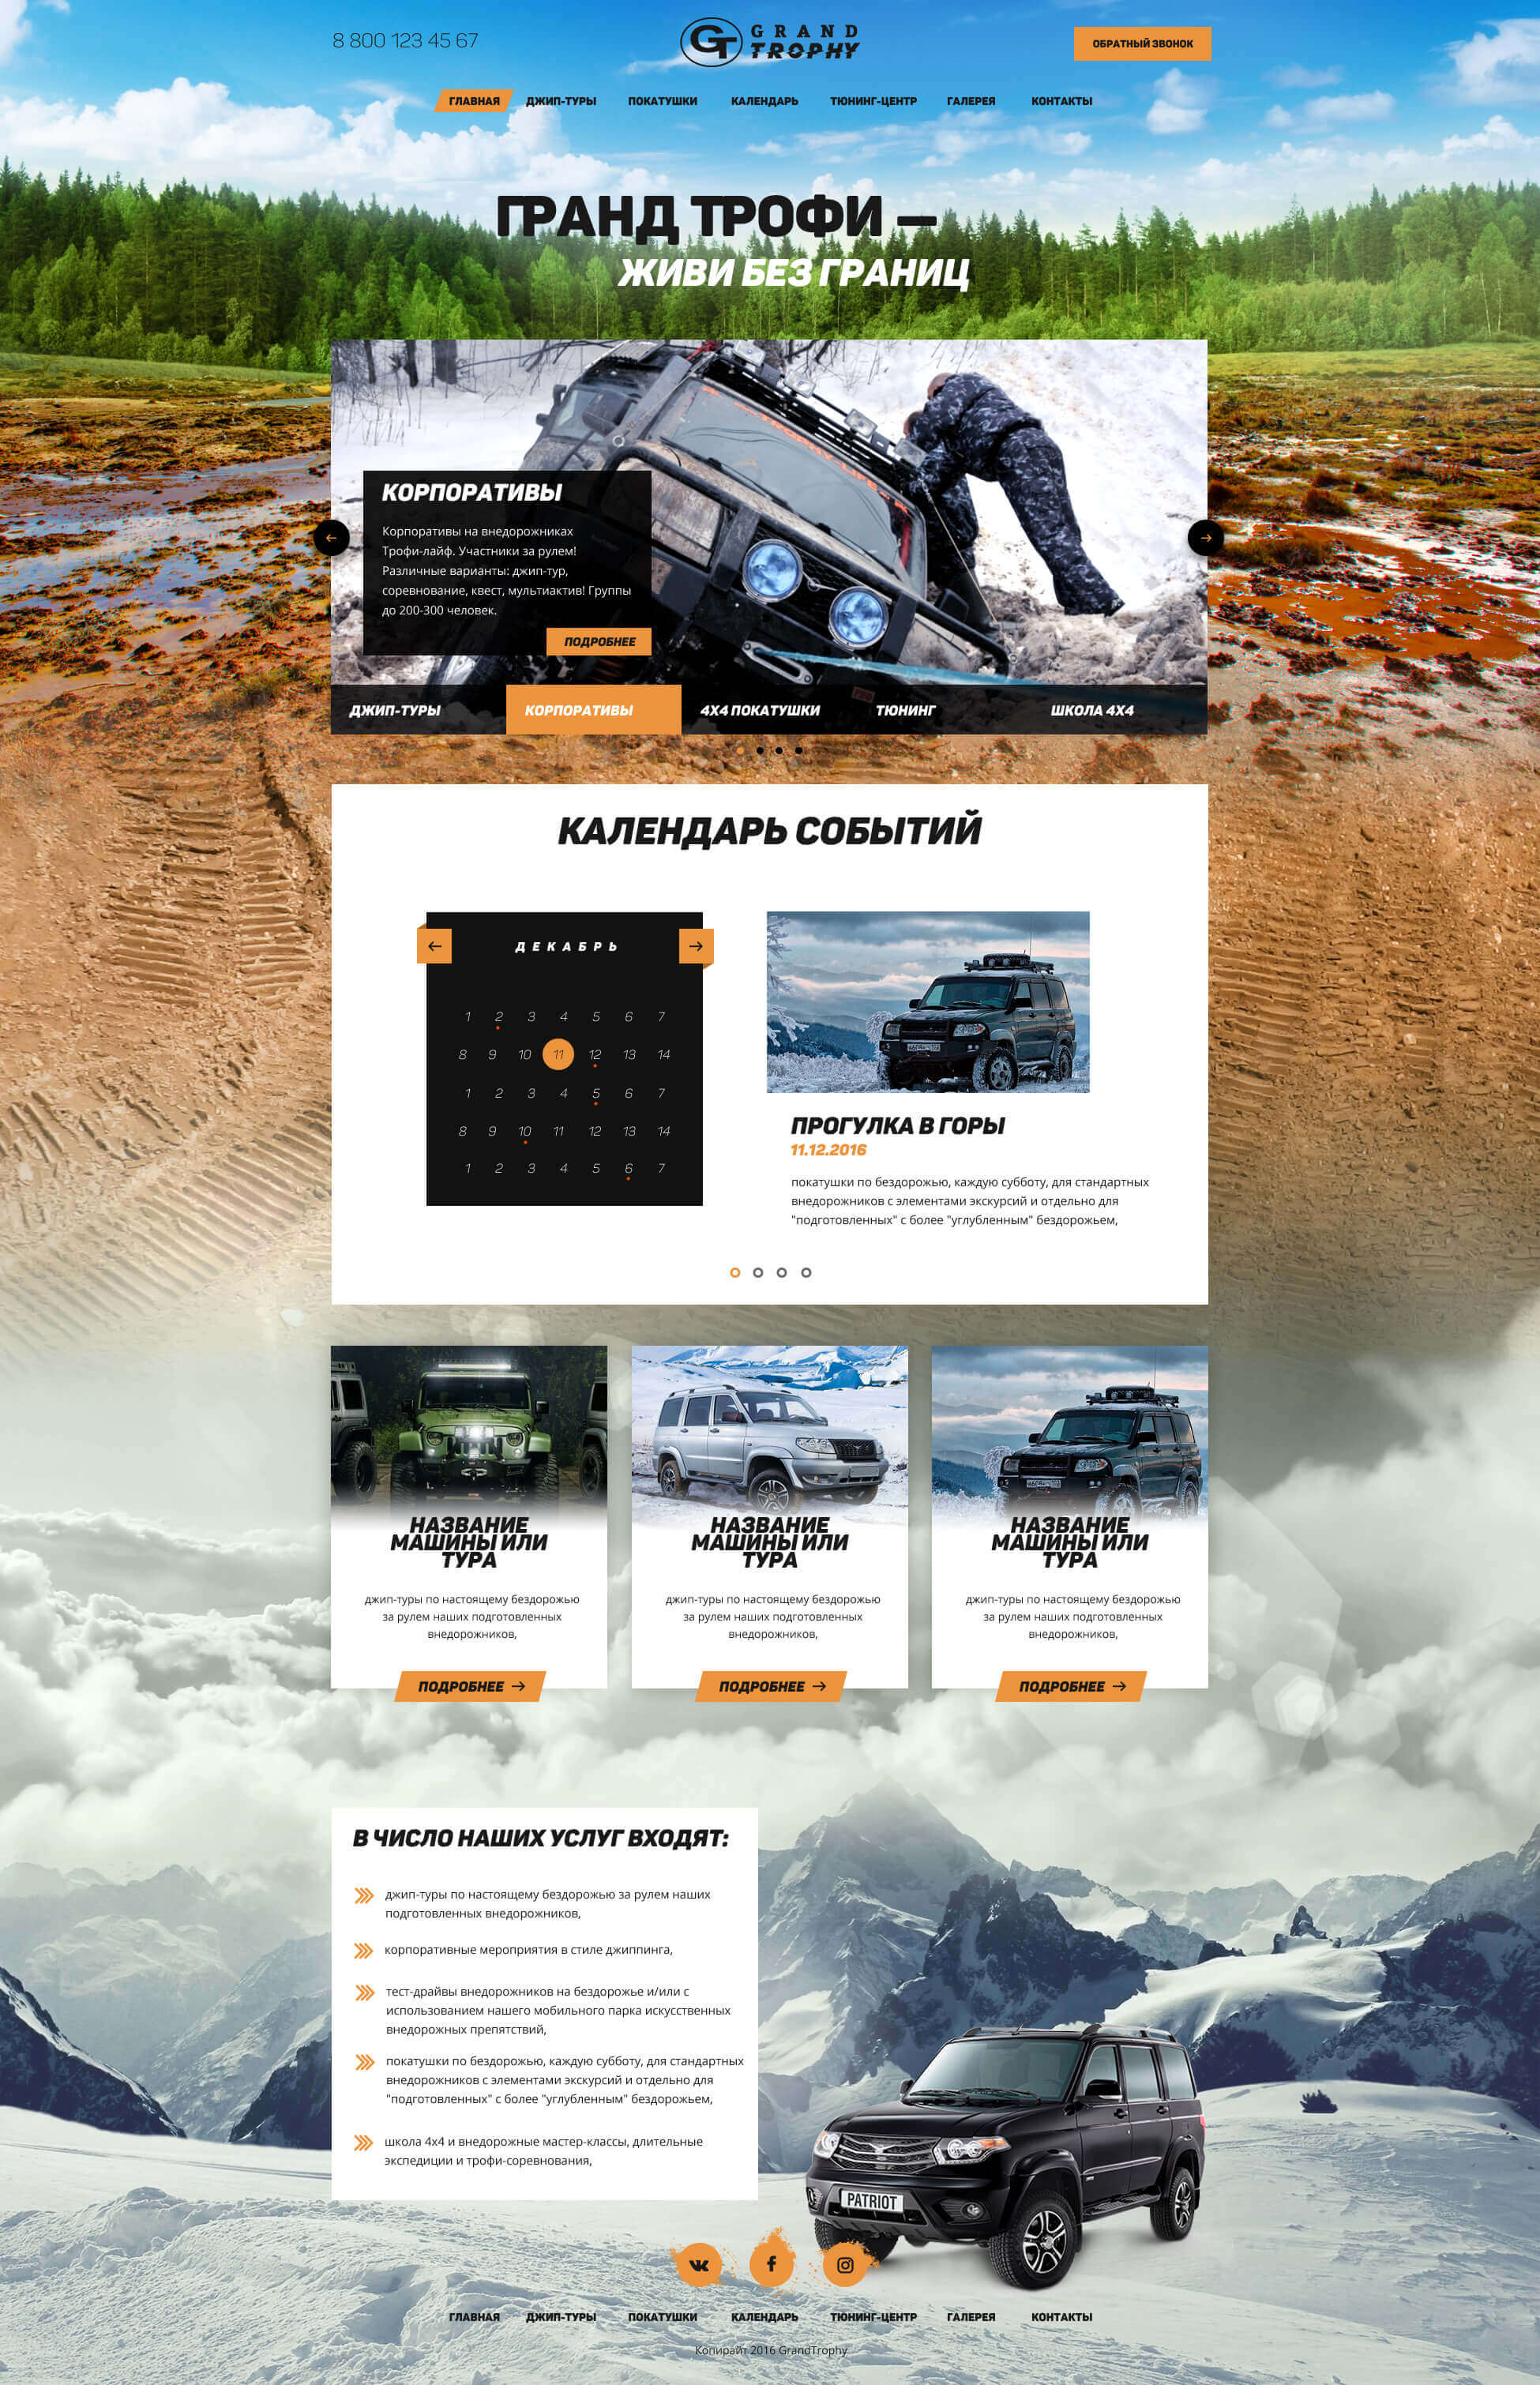 8 800 123 45 67
GT GRAND
TROPHY
ОБРАТНЫЙ ЗВОНОК
ГЛАВНАЯ ДЖИП-ТУРЫ ПОКАТУШКИ КАЛЕНДАРЬ ТЮНИНГ-ЦЕНТР ГАЛЕРЕЯ КОНТАКТЫ
ГРАНД ТРОФИ —
ЖИВИ БЕЗ ГРАНИЦ
КОРПОРАТИВЫ
Корпоративы на внедорожниках
Трофи-лайф. Участники за рулем!
Различные варианты: джип-тур,
соревнование, квест, мультиактив! Группы
до 200-300 человек.
ПОДРОБНЕЕ
ДЖИП-ТУРЫ КОРПОРАТИВЫ 4Х4 ПОКАТУШКИ ТЮНИНГ ШКОЛА 4Х4
КАЛЕНДАРЬ СОБЫТИЙ
ДЕКАБРЬ
1 2 3 4 5 6 7
8 9 10 11 12 13 14
1 2 3 4 5 6 7
8 9 10 11 12 13 14
1 2 3 4 5 6 7
ПРОГУЛКА В ГОРЫ
11.12.2016
покатушки по бездорожью, каждую субботу, для стандартных
внедорожников с элементами экскурсий и отдельно для
"подготовленных" с более "углубленным" бездорожьем,
НАЗВАНИЕ
МАШИНЫ ИЛИ
ТУРА
джип-туры по настоящему бездорожью
за рулем наших подготовленных
внедорожников,
ПОДРОБНЕЕ →
НАЗВАНИЕ
МАШИНЫ ИЛИ
ТУРА
джип-туры по настоящему бездорожью
за рулем наших подготовленных
внедорожников,
ПОДРОБНЕЕ →
НАЗВАНИЕ
МАШИНЫ ИЛИ
ТУРА
джип-туры по настоящему бездорожью
за рулем наших подготовленных
внедорожников,
ПОДРОБНЕЕ →
В ЧИСЛО НАШИХ УСЛУГ ВХОДЯТ:
джип-туры по настоящему бездорожью за рулем наших
подготовленных внедорожников,
корпоративные мероприятия в стиле джиппинга,
тест-драйвы внедорожников на бездорожье и/или с
использованием нашего мобильного парка искусственных
внедорожных препятствий,
покатушки по бездорожью, каждую субботу, для стандартных
внедорожников с элементами экскурсий и отдельно для
"подготовленных" с более "углубленным" бездорожьем,
школа 4x4 и внедорожные мастер-классы, длительные
экспедиции и трофи-соревнования,
PATRIOT
ГЛАВНАЯ ДЖИП-ТУРЫ ПОКАТУШКИ КАЛЕНДАРЬ ТЮНИНГ-ЦЕНТР ГАЛЕРЕЯ КОНТАКТЫ
Копирайт 2016 GrandTrophy